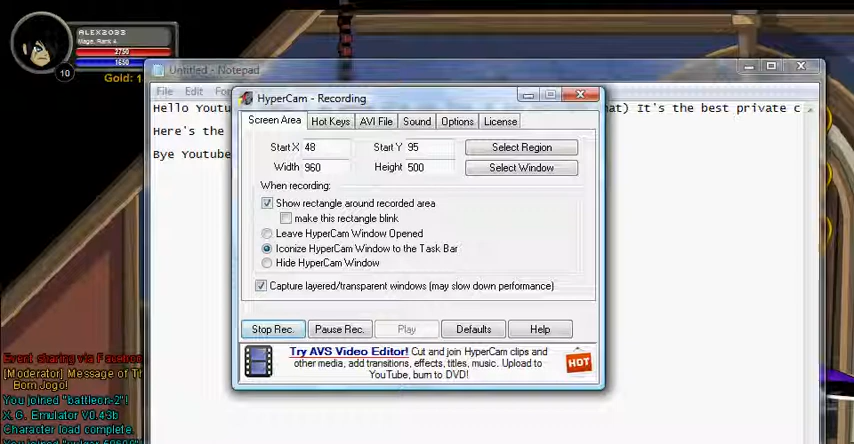 ALEX2033
Mage, Rank
2750
1650
10
Gold: 1
Untitled - Notepad
File Edit
Hello Youtu
hat) It's the best private c
Here's the
Bye Youtube
HyperCam - Recording
Screen Area Hot Keys AVI File Sound Options License
Start X 48 Start Y 95 Select Region
Width 960 Height 500 Select Window
When recording:
Show rectangle around recorded area
make this rectangle blink
Leave HyperCam Window Opened
Iconize HyperCam Window to the Task Bar
Hide HyperCam Window
Capture layered/transparent windows (may slow down performance)
Stop Rec. Pause Rec. Play Defaults Help
Try AVS Video Editor! Cut and join HyperCam clips and
other media, add transitions, effects, titles, music. Upload to
YouTube, burn to DVD!
HOT
Event sharing via Facebook
[Moderator] Message of Th
Bom Jogo!
You joined "battleon-2"!
X.G. Emulator V0.43b
Character load complete.